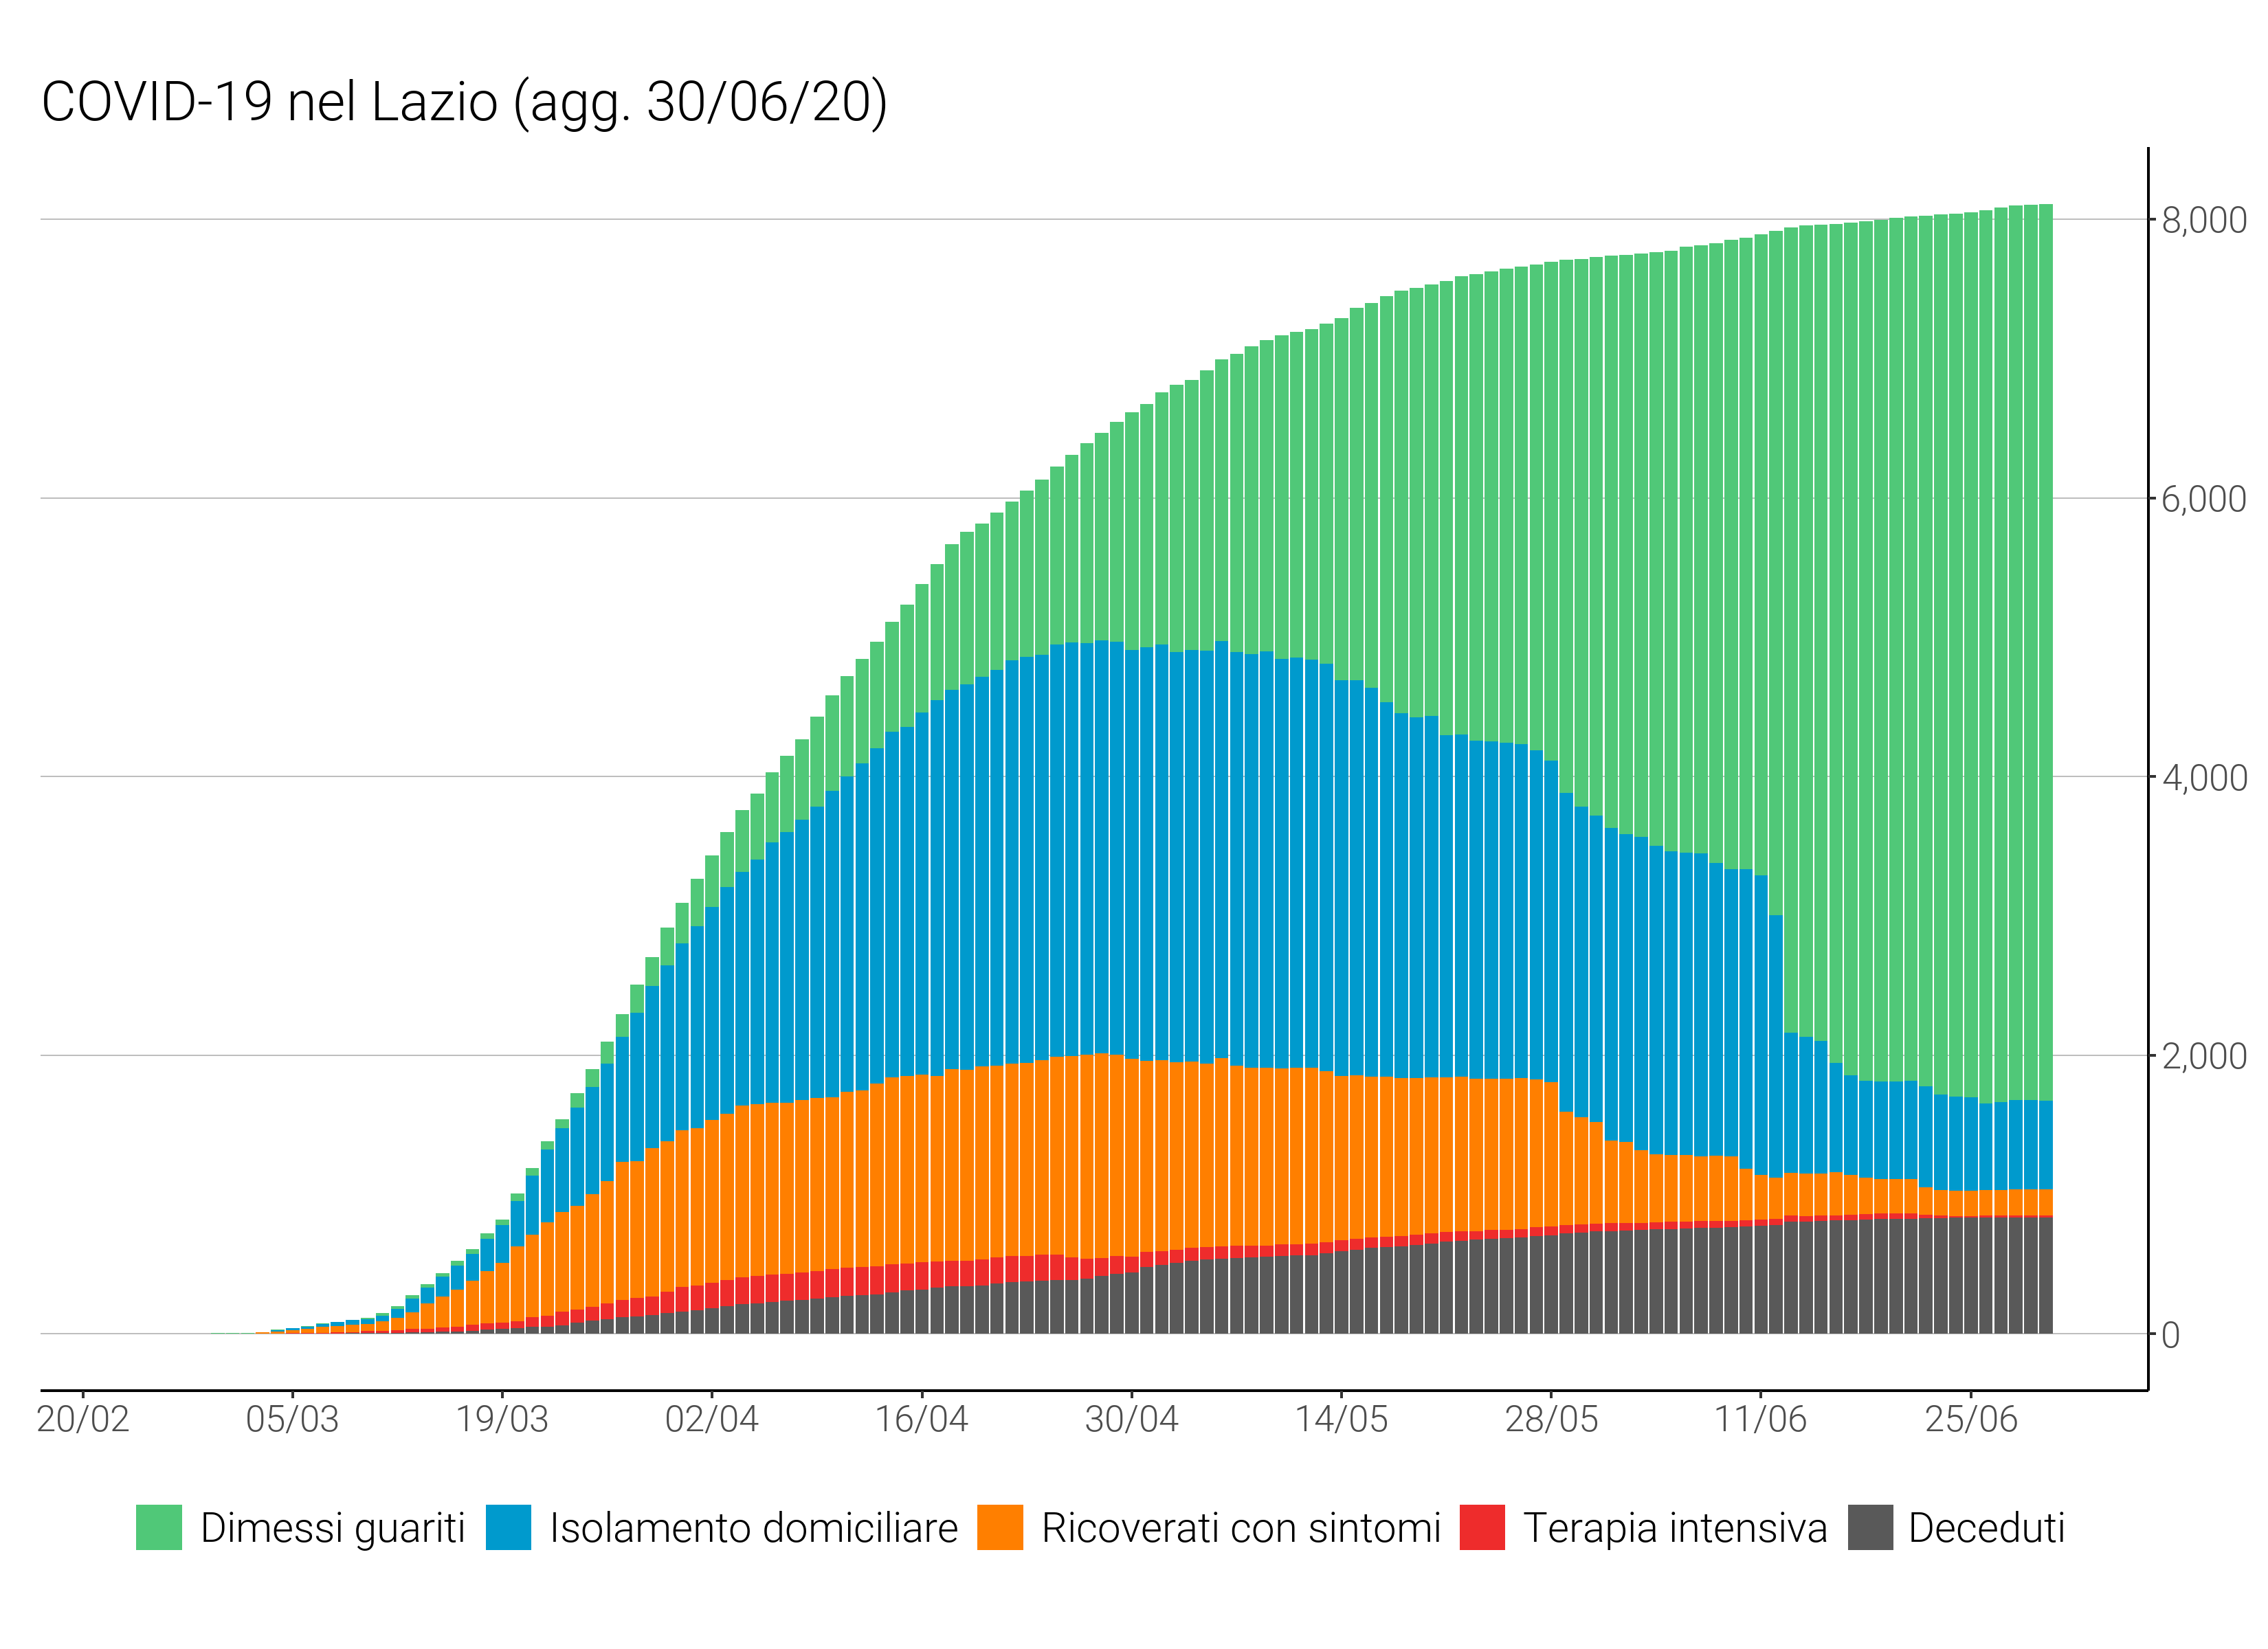 COVID-19 nel Lazio (agg. 30/06/20)
8,000
6,000
4,000
2,000
0
20/02 05/03 19/03 02/04 16/04 30/04 14/05 28/05 11/06 25/06
Dimessi guariti Isolamento domiciliare Ricoverati con sintomi Terapia intensiva Deceduti